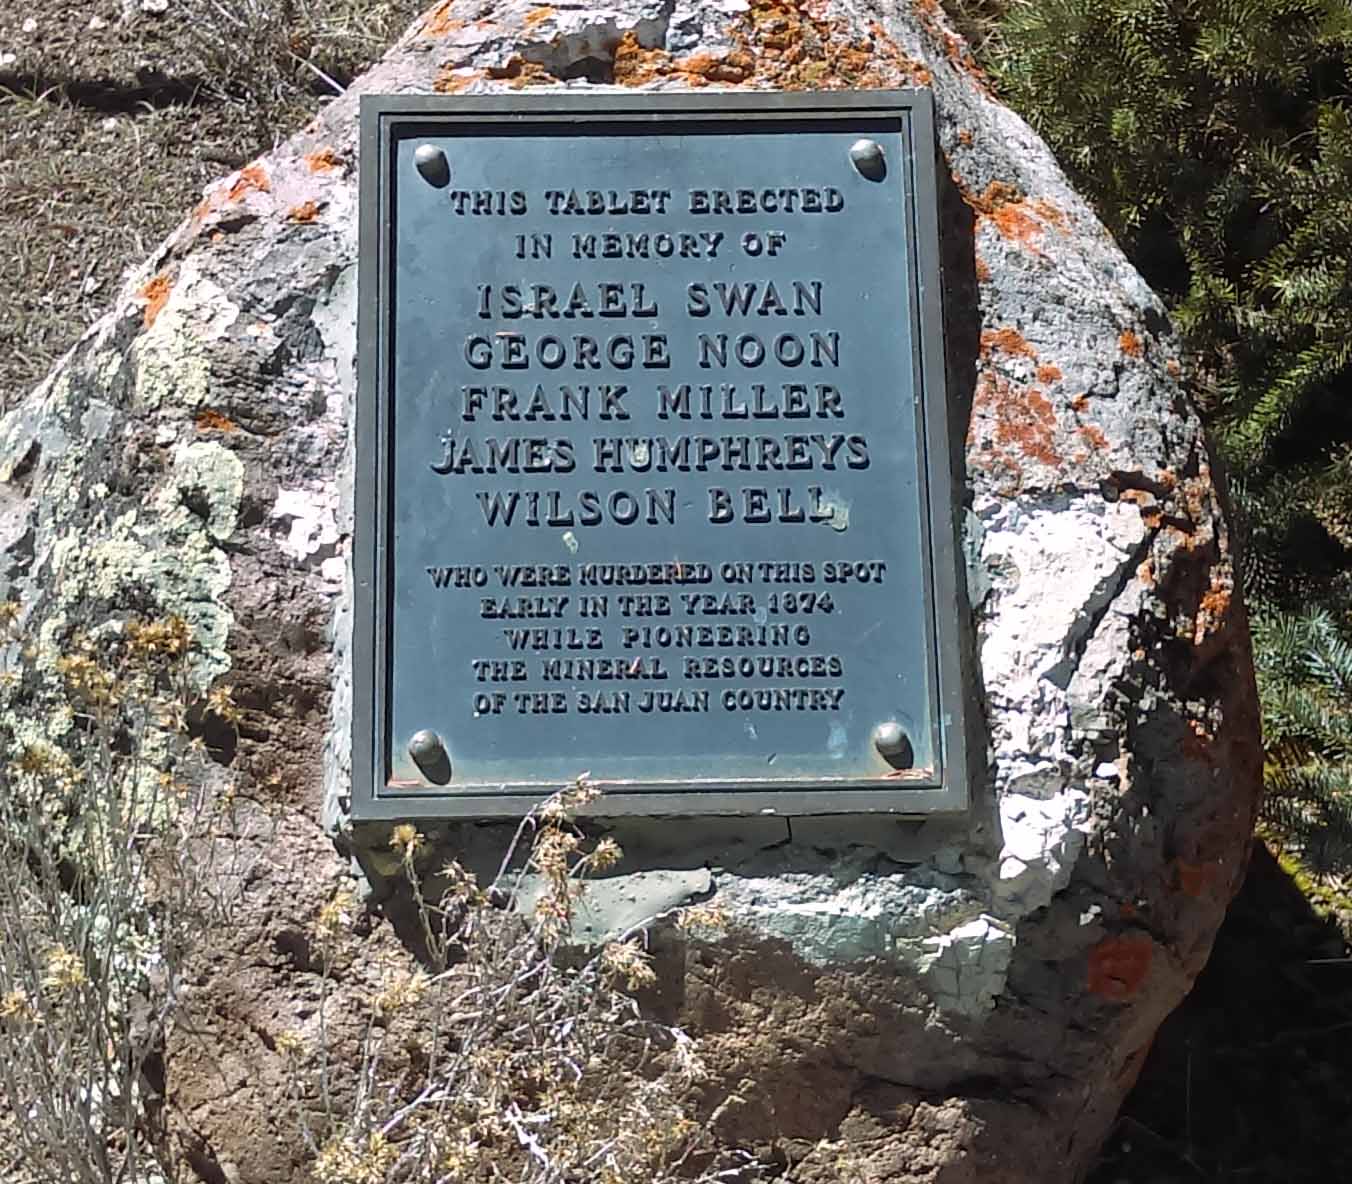 THIS TABLET ERECTED
IN MEMORY OF
ISRAEL SWAN
GEORGE NOON
FRANK MILLER
JAMES HUMPHREYS
WILSON BELL
WHO WERE MURDERED ON THIS SPOT
EARLY IN THE YEAR 1874
WHILE PIONEERING
THE MINERAL RESOURCES
OF THE SAN JUAN COUNTRY